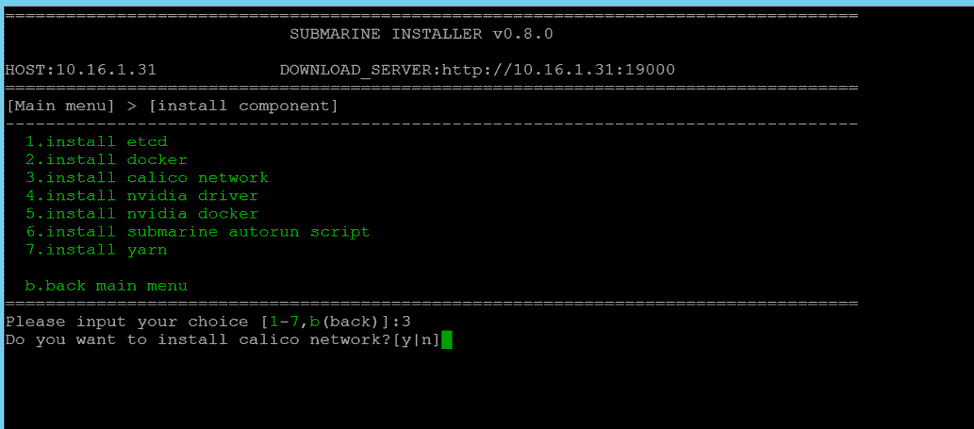 ==========================================================================================
SUBMARINE INSTALLER v0.8.0
HOST:10.16.1.31 DOWNLOAD_SERVER:http://10.16.1.31:19000
==========================================================================================
[Main menu] > [install component]
------------------------------------------------------------------------------------------
1.install etcd
2.install docker
3.install calico network
4.install nvidia driver
5.install nvidia docker
6.install submarine autorun script
7.install yarn
b.back main menu
==========================================================================================
Please input your choice [1-7,b(back)]:3
Do you want to install calico network?[y|n]